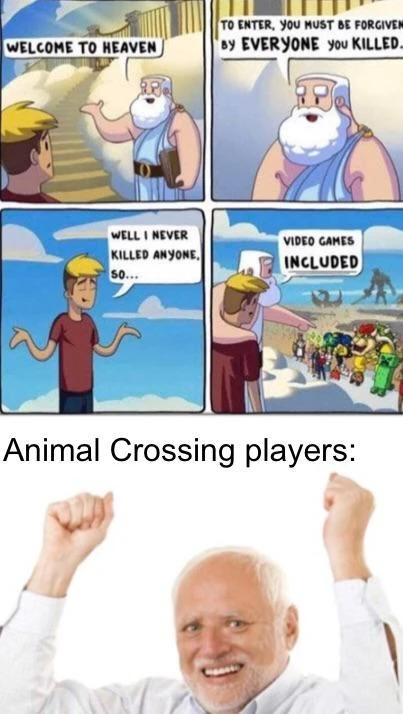 WELCOME TO HEAVEN
TO ENTER, YOU MUST BE FORGIVEN
BY EVERYONE YOU KILLED.
WELL I NEVER
KILLED ANYONE,
SO...
VIDEO GAMES
INCLUDED
Animal Crossing players: